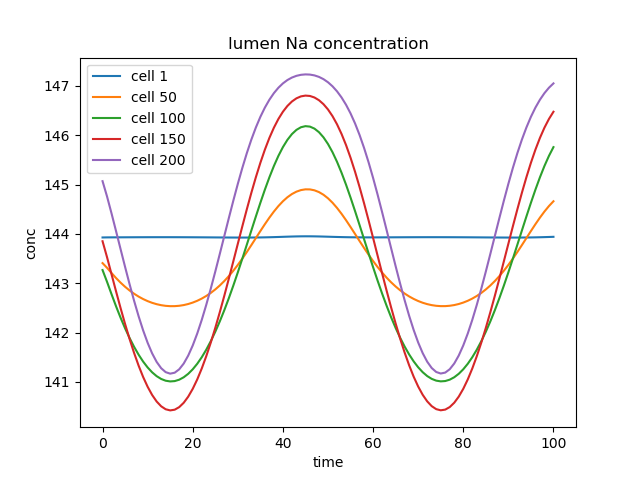 lumen Na concentration
cell 1
cell 50
cell 100
cell 150
cell 200
conc
147
146
145
144
143
142
141
0 20 40 60 80 100
time